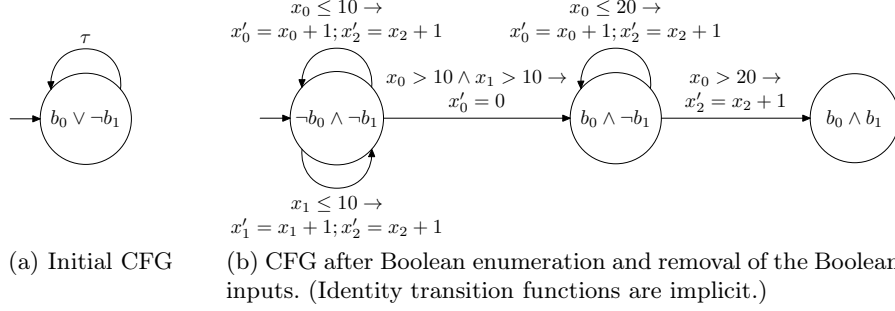 τ
b₀ ∨ ¬b₁
(a) Initial CFG
x₀ ≤ 10 →
x′₀ = x₀ + 1; x′₂ = x₂ + 1
¬b₀ ∧ ¬b₁
x₁ ≤ 10 →
x′₁ = x₁ + 1; x′₂ = x₂ + 1
x₀ > 10 ∧ x₁ > 10 →
x′₀ = 0
x₀ ≤ 20 →
x′₀ = x₀ + 1; x′₂ = x₂ + 1
b₀ ∧ ¬b₁
x₀ > 20 →
x′₂ = x₂ + 1
b₀ ∧ b₁
(b) CFG after Boolean enumeration and removal of the Boolean
inputs. (Identity transition functions are implicit.)